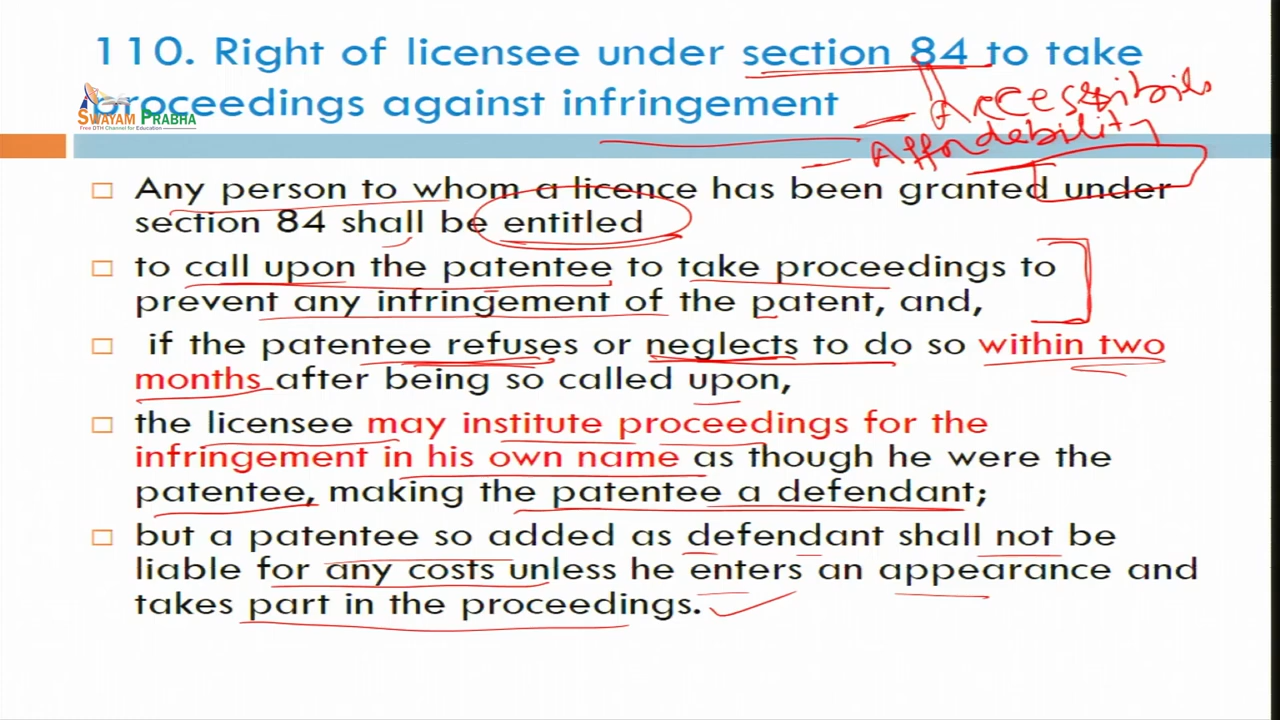 110. Right of licensee under section 84 to take
proceedings against infringement
SWAYAM PRABHA
Free DTH Channel for Education
Accessibility
Affordability
Any person to whom a licence has been granted under
section 84 shall be entitled
to call upon the patentee to take proceedings to
prevent any infringement of the patent, and,
if the patentee refuses or neglects to do so within two
months after being so called upon,
the licensee may institute proceedings for the
infringement in his own name as though he were the
patentee, making the patentee a defendant;
but a patentee so added as defendant shall not be
liable for any costs unless he enters an appearance and
takes part in the proceedings.